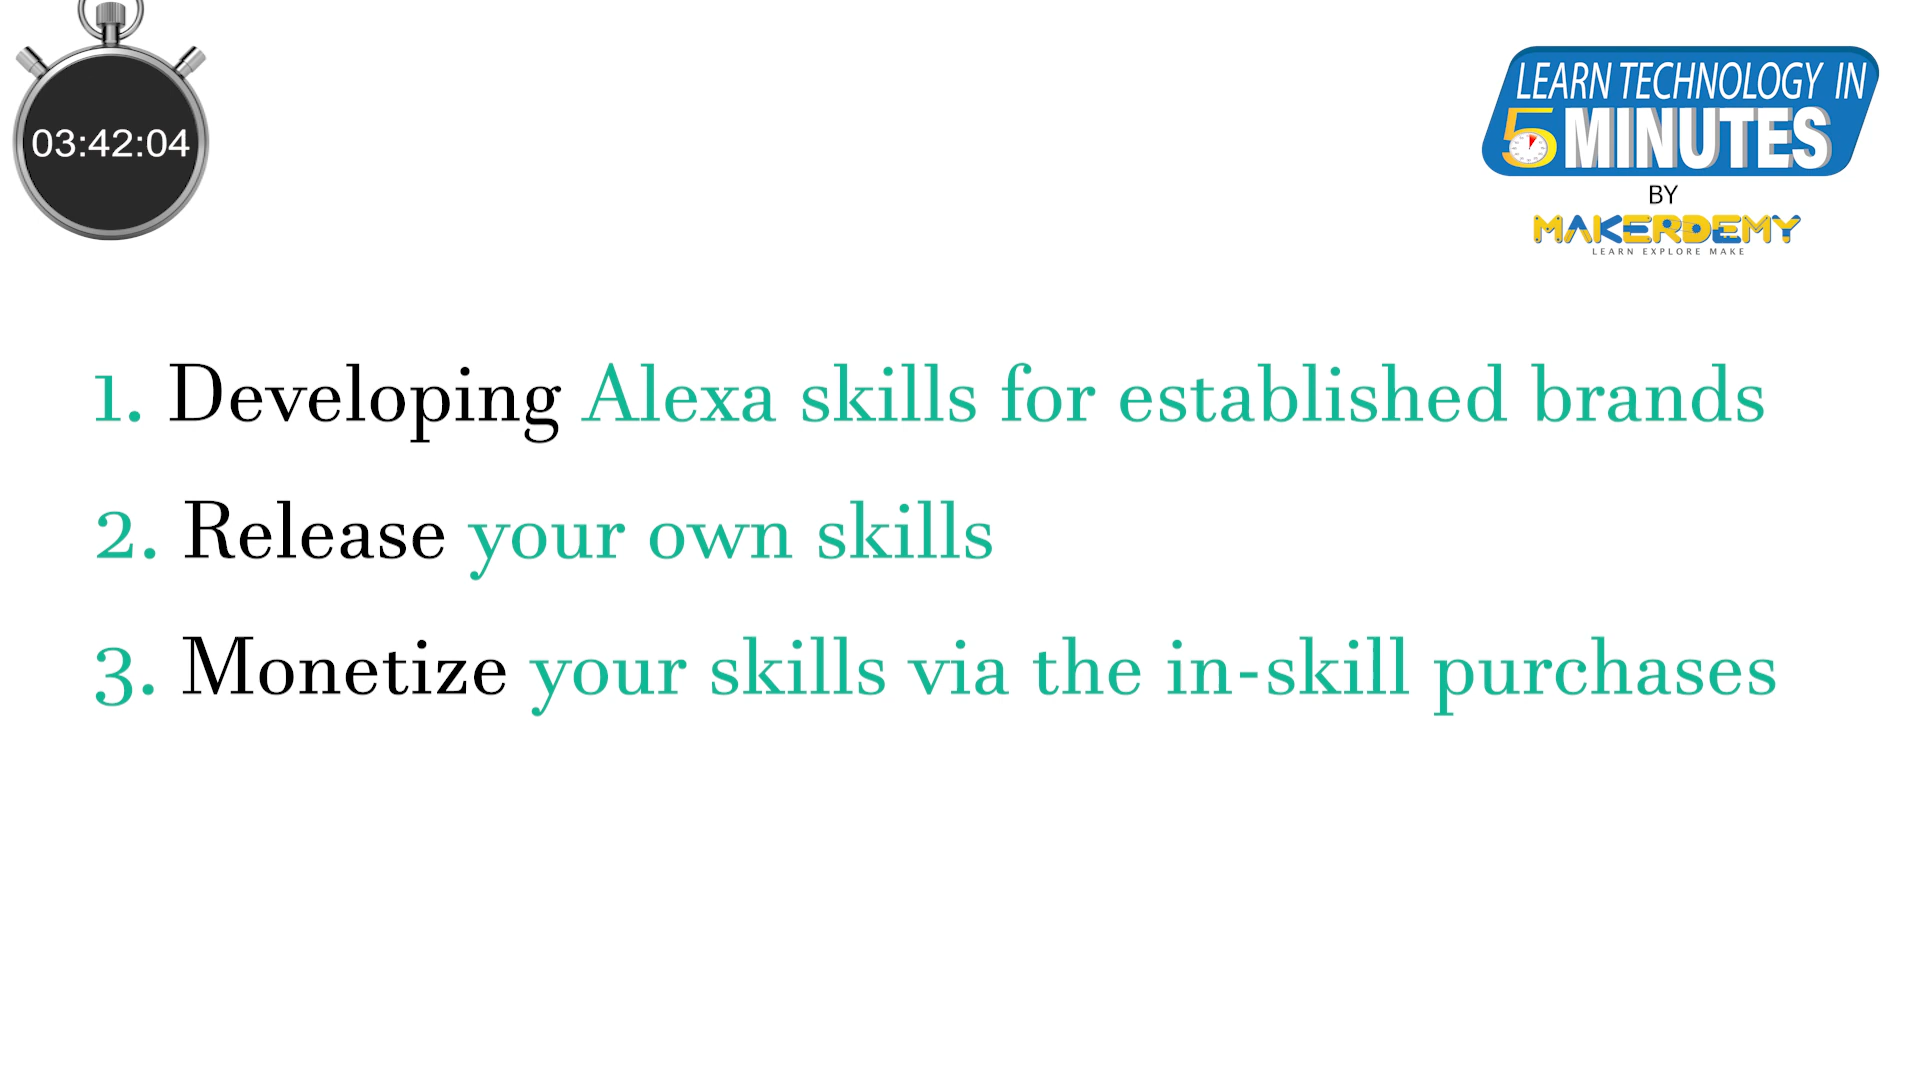 03:42:04
LEARN TECHNOLOGY IN
5 MINUTES
BY
MAKERDEMY
LEARN EXPLORE MAKE
1. Developing Alexa skills for established brands
2. Release your own skills
3. Monetize your skills via the in-skill purchases